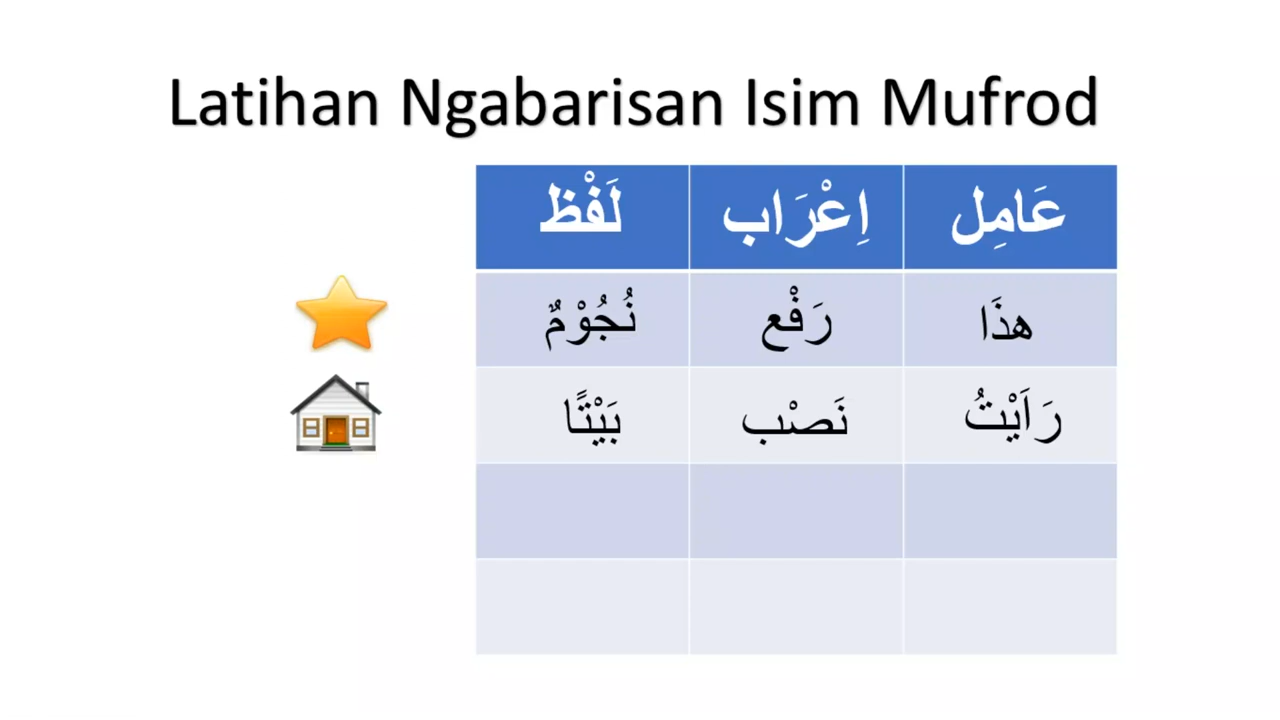 Latihan Ngabarisan Isim Mufrod
عَامِل اِعْرَاب لَفْظ
هذَا رَفْع نُجُوْمٌ
رَاَيْتُ نَصْب بَيْتًا